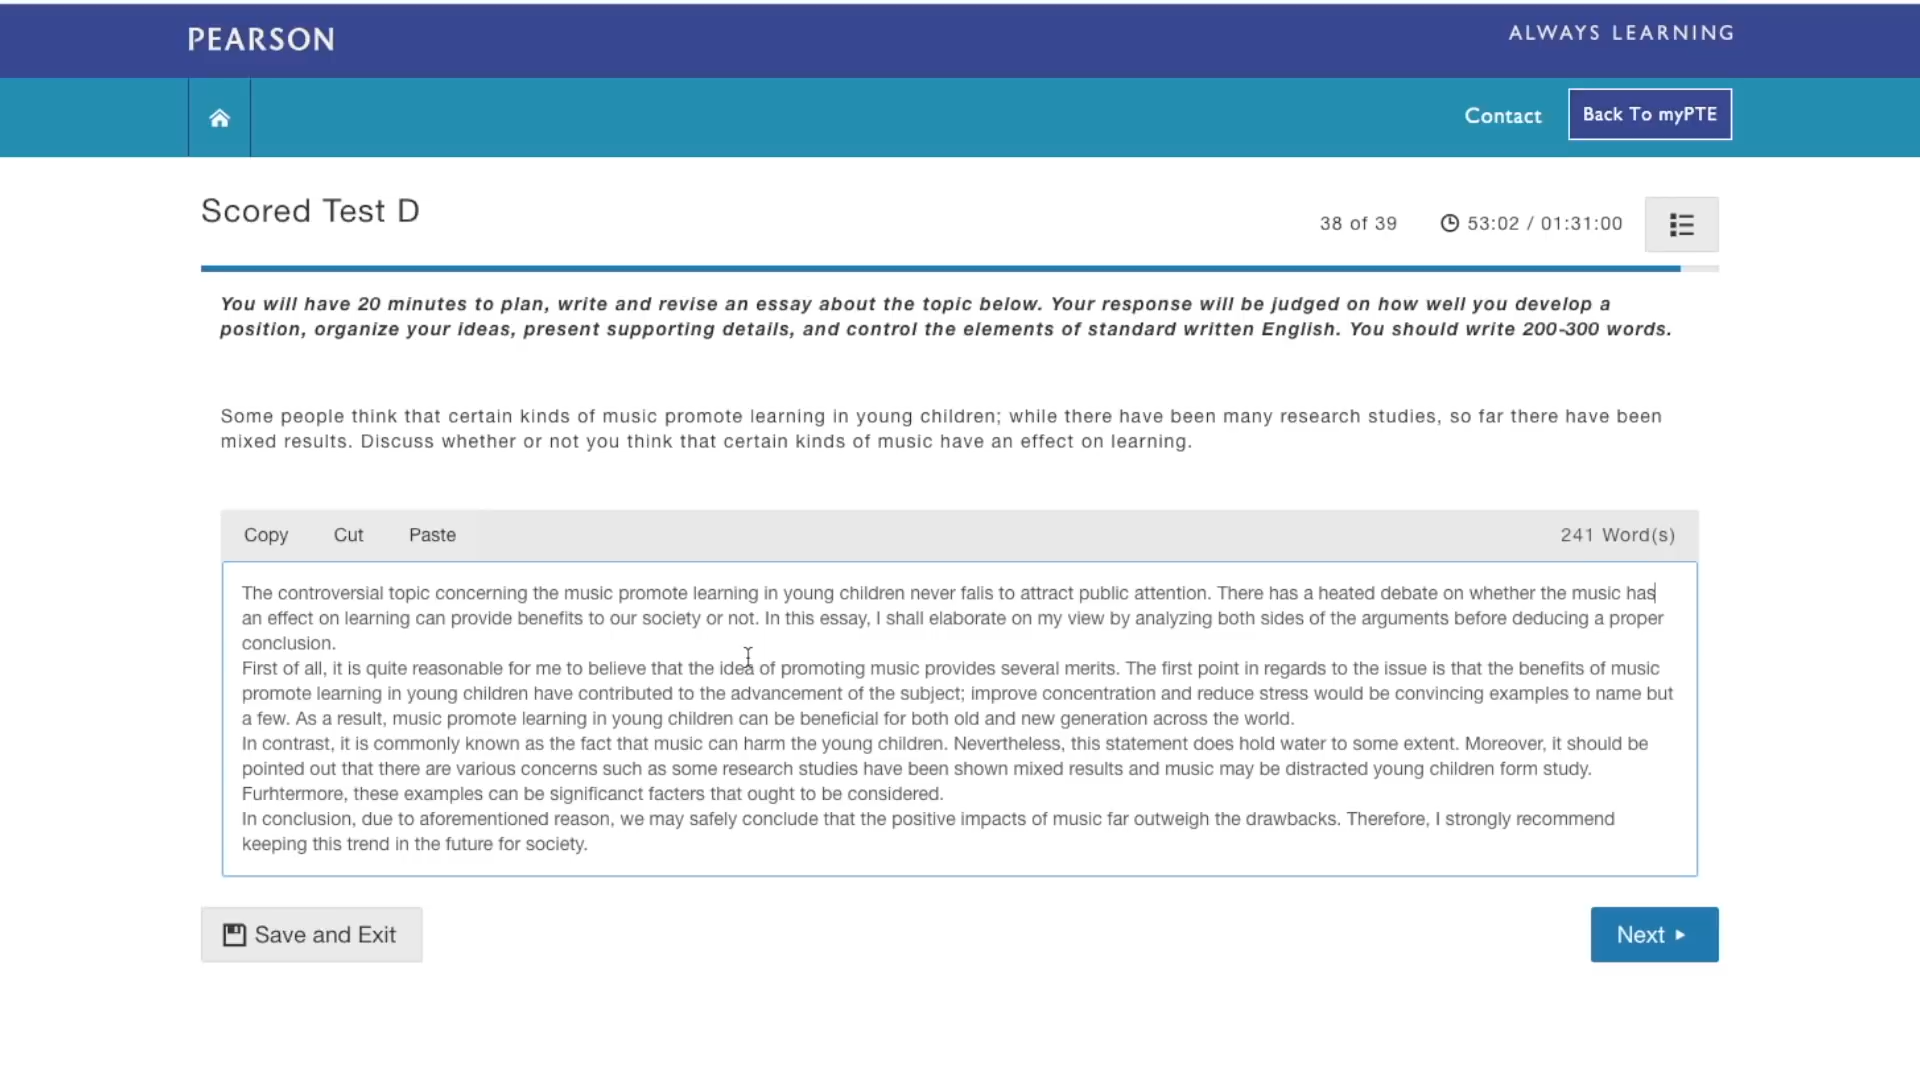 PEARSON
ALWAYS LEARNING
Contact
Back To myPTE
Scored Test D
38 of 39
53:02 / 01:31:00
You will have 20 minutes to plan, write and revise an essay about the topic below. Your response will be judged on how well you develop a
position, organize your ideas, present supporting details, and control the elements of standard written English. You should write 200-300 words.
Some people think that certain kinds of music promote learning in young children; while there have been many research studies, so far there have been
mixed results. Discuss whether or not you think that certain kinds of music have an effect on learning.
Copy Cut Paste
241 Word(s)
The controversial topic concerning the music promote learning in young children never falis to attract public attention. There has a heated debate on whether the music has
an effect on learning can provide benefits to our society or not. In this essay, I shall elaborate on my view by analyzing both sides of the arguments before deducing a proper
conclusion.
First of all, it is quite reasonable for me to believe that the idea of promoting music provides several merits. The first point in regards to the issue is that the benefits of music
promote learning in young children have contributed to the advancement of the subject; improve concentration and reduce stress would be convincing examples to name but
a few. As a result, music promote learning in young children can be beneficial for both old and new generation across the world.
In contrast, it is commonly known as the fact that music can harm the young children. Nevertheless, this statement does hold water to some extent. Moreover, it should be
pointed out that there are various concerns such as some research studies have been shown mixed results and music may be distracted young children form study.
Furhtermore, these examples can be significanct facters that ought to be considered.
In conclusion, due to aforementioned reason, we may safely conclude that the positive impacts of music far outweigh the drawbacks. Therefore, I strongly recommend
keeping this trend in the future for society.
Save and Exit
Next